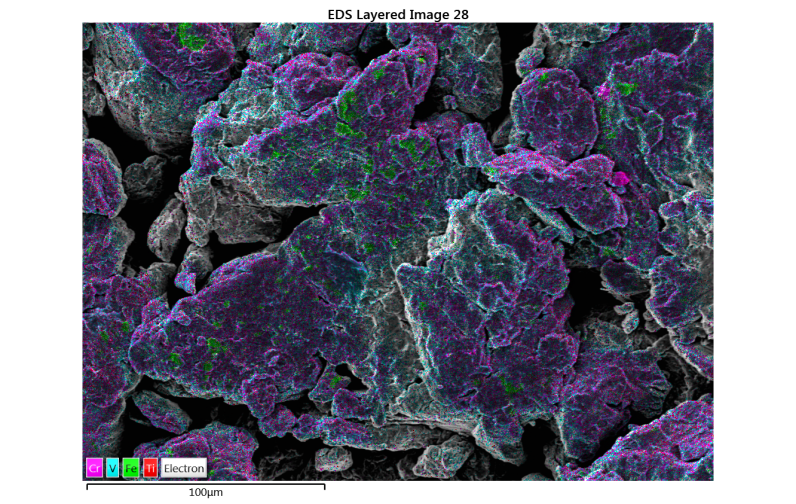 EDS Layered Image 28
Cr V Fe Ti Electron
100μm